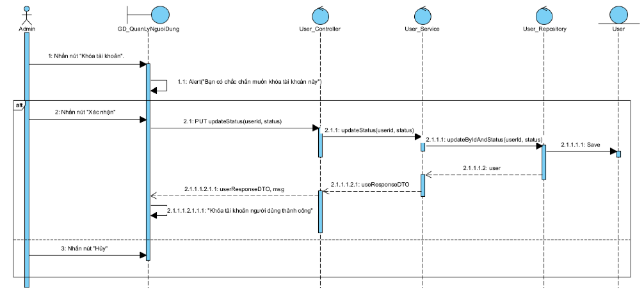 Admin
GD_QuanLyNguoiDung
User_Controller
User_Service
User_Repository
User
1: Nhấn nút "Khóa tài khoản"
1.1: Alert("Bạn có chắc chắn muốn khóa tài khoản này"
alt
2: Nhấn nút "Xác nhận"
2.1: PUT updateStatus(userId, status)
2.1.1: updateStatus(userId, status)
2.1.1.1: updateByIdAndStatus(userId, status)
2.1.1.1.1: Save
2.1.1.1.2: user
2.1.1.1.2.1: useResponseDTO
2.1.1.1.2.1.1: userResponseDTO, msg
2.1.1.1.2.1.1.1: "Khóa tài khoản người dùng thành công"
3: Nhấn nút "Hủy"